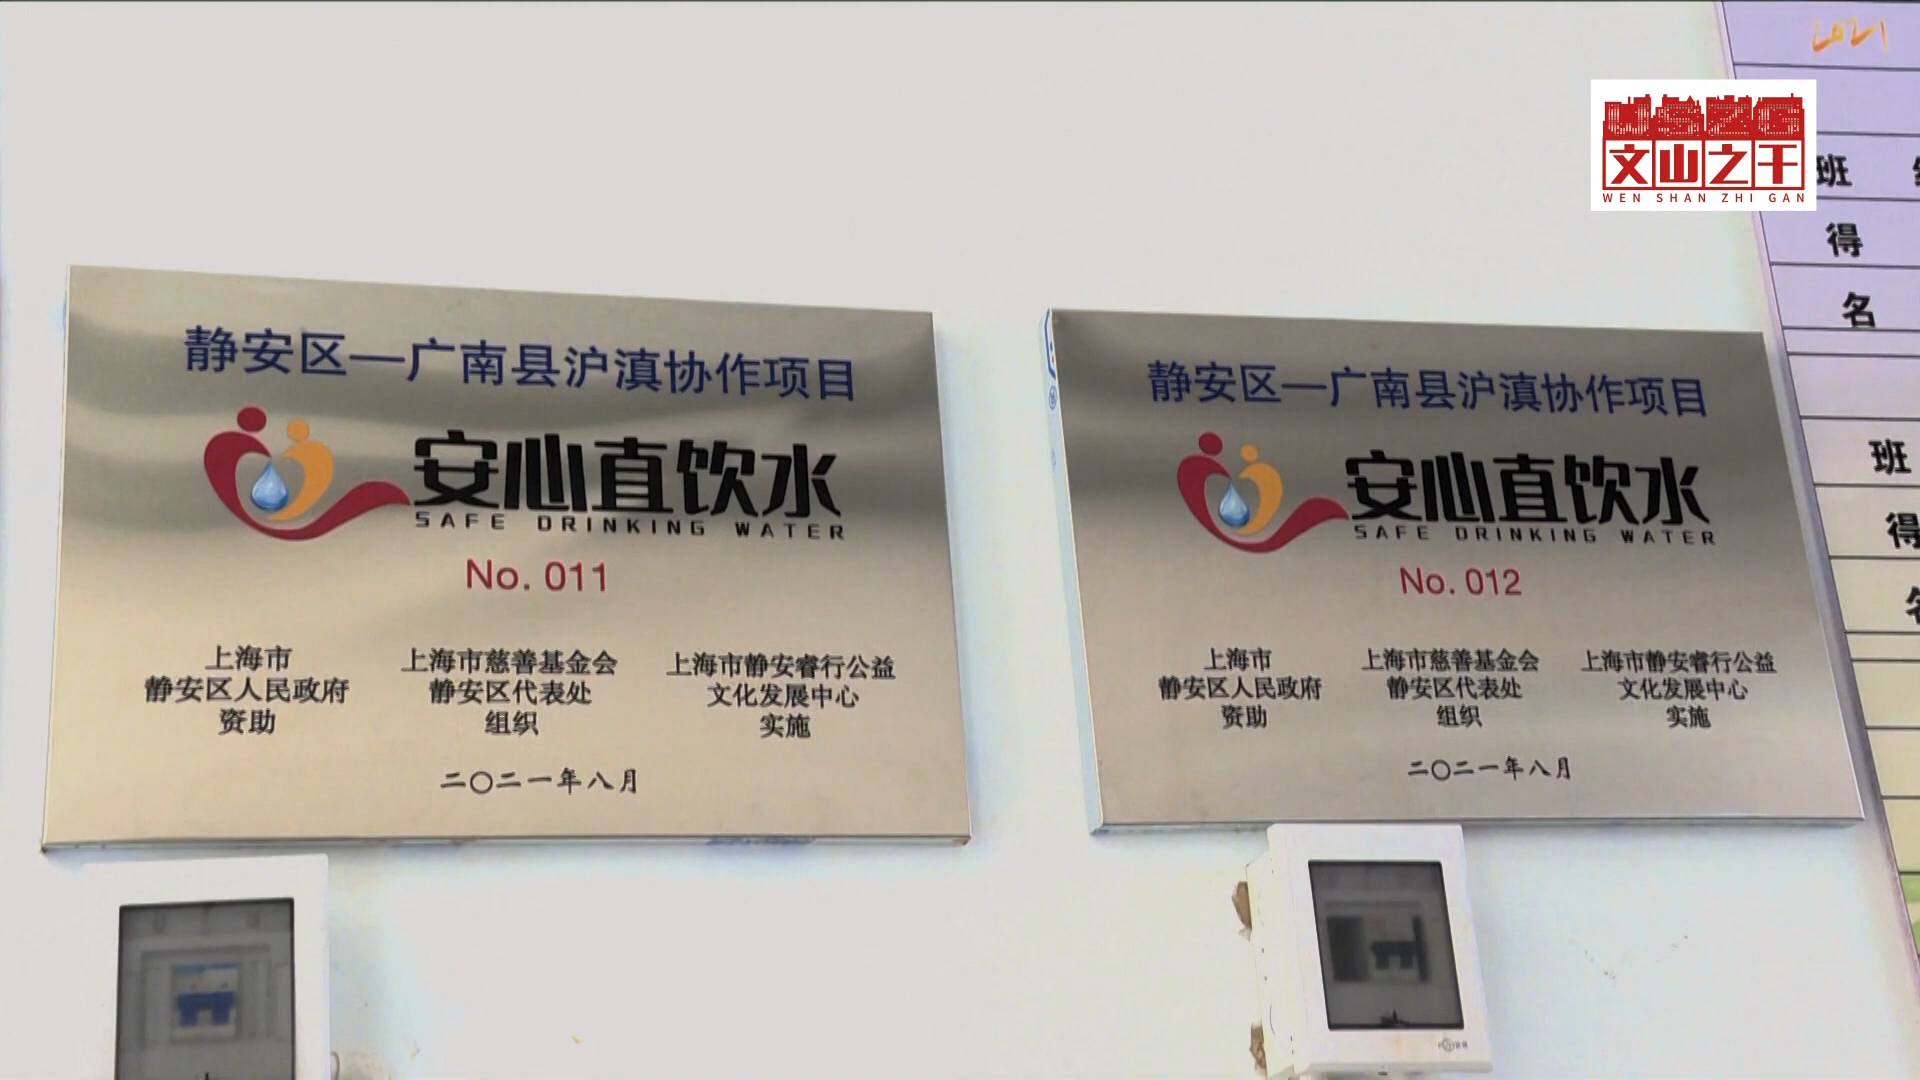 2021
文山之干
WEN SHAN ZHI GAN
班
得
名
班
得
静安区—广南县沪滇协作项目
安心直饮水
SAFE DRINKING WATER
No. 011
上海市
静安区人民政府
资助
上海市慈善基金会
静安区代表处
组织
上海市静安睿行公益
文化发展中心
实施
二〇二一年八月
静安区—广南县沪滇协作项目
安心直饮水
SAFE DRINKING WATER
No. 012
上海市
静安区人民政府
资助
上海市慈善基金会
静安区代表处
组织
上海市静安睿行公益
文化发展中心
实施
二〇二一年八月